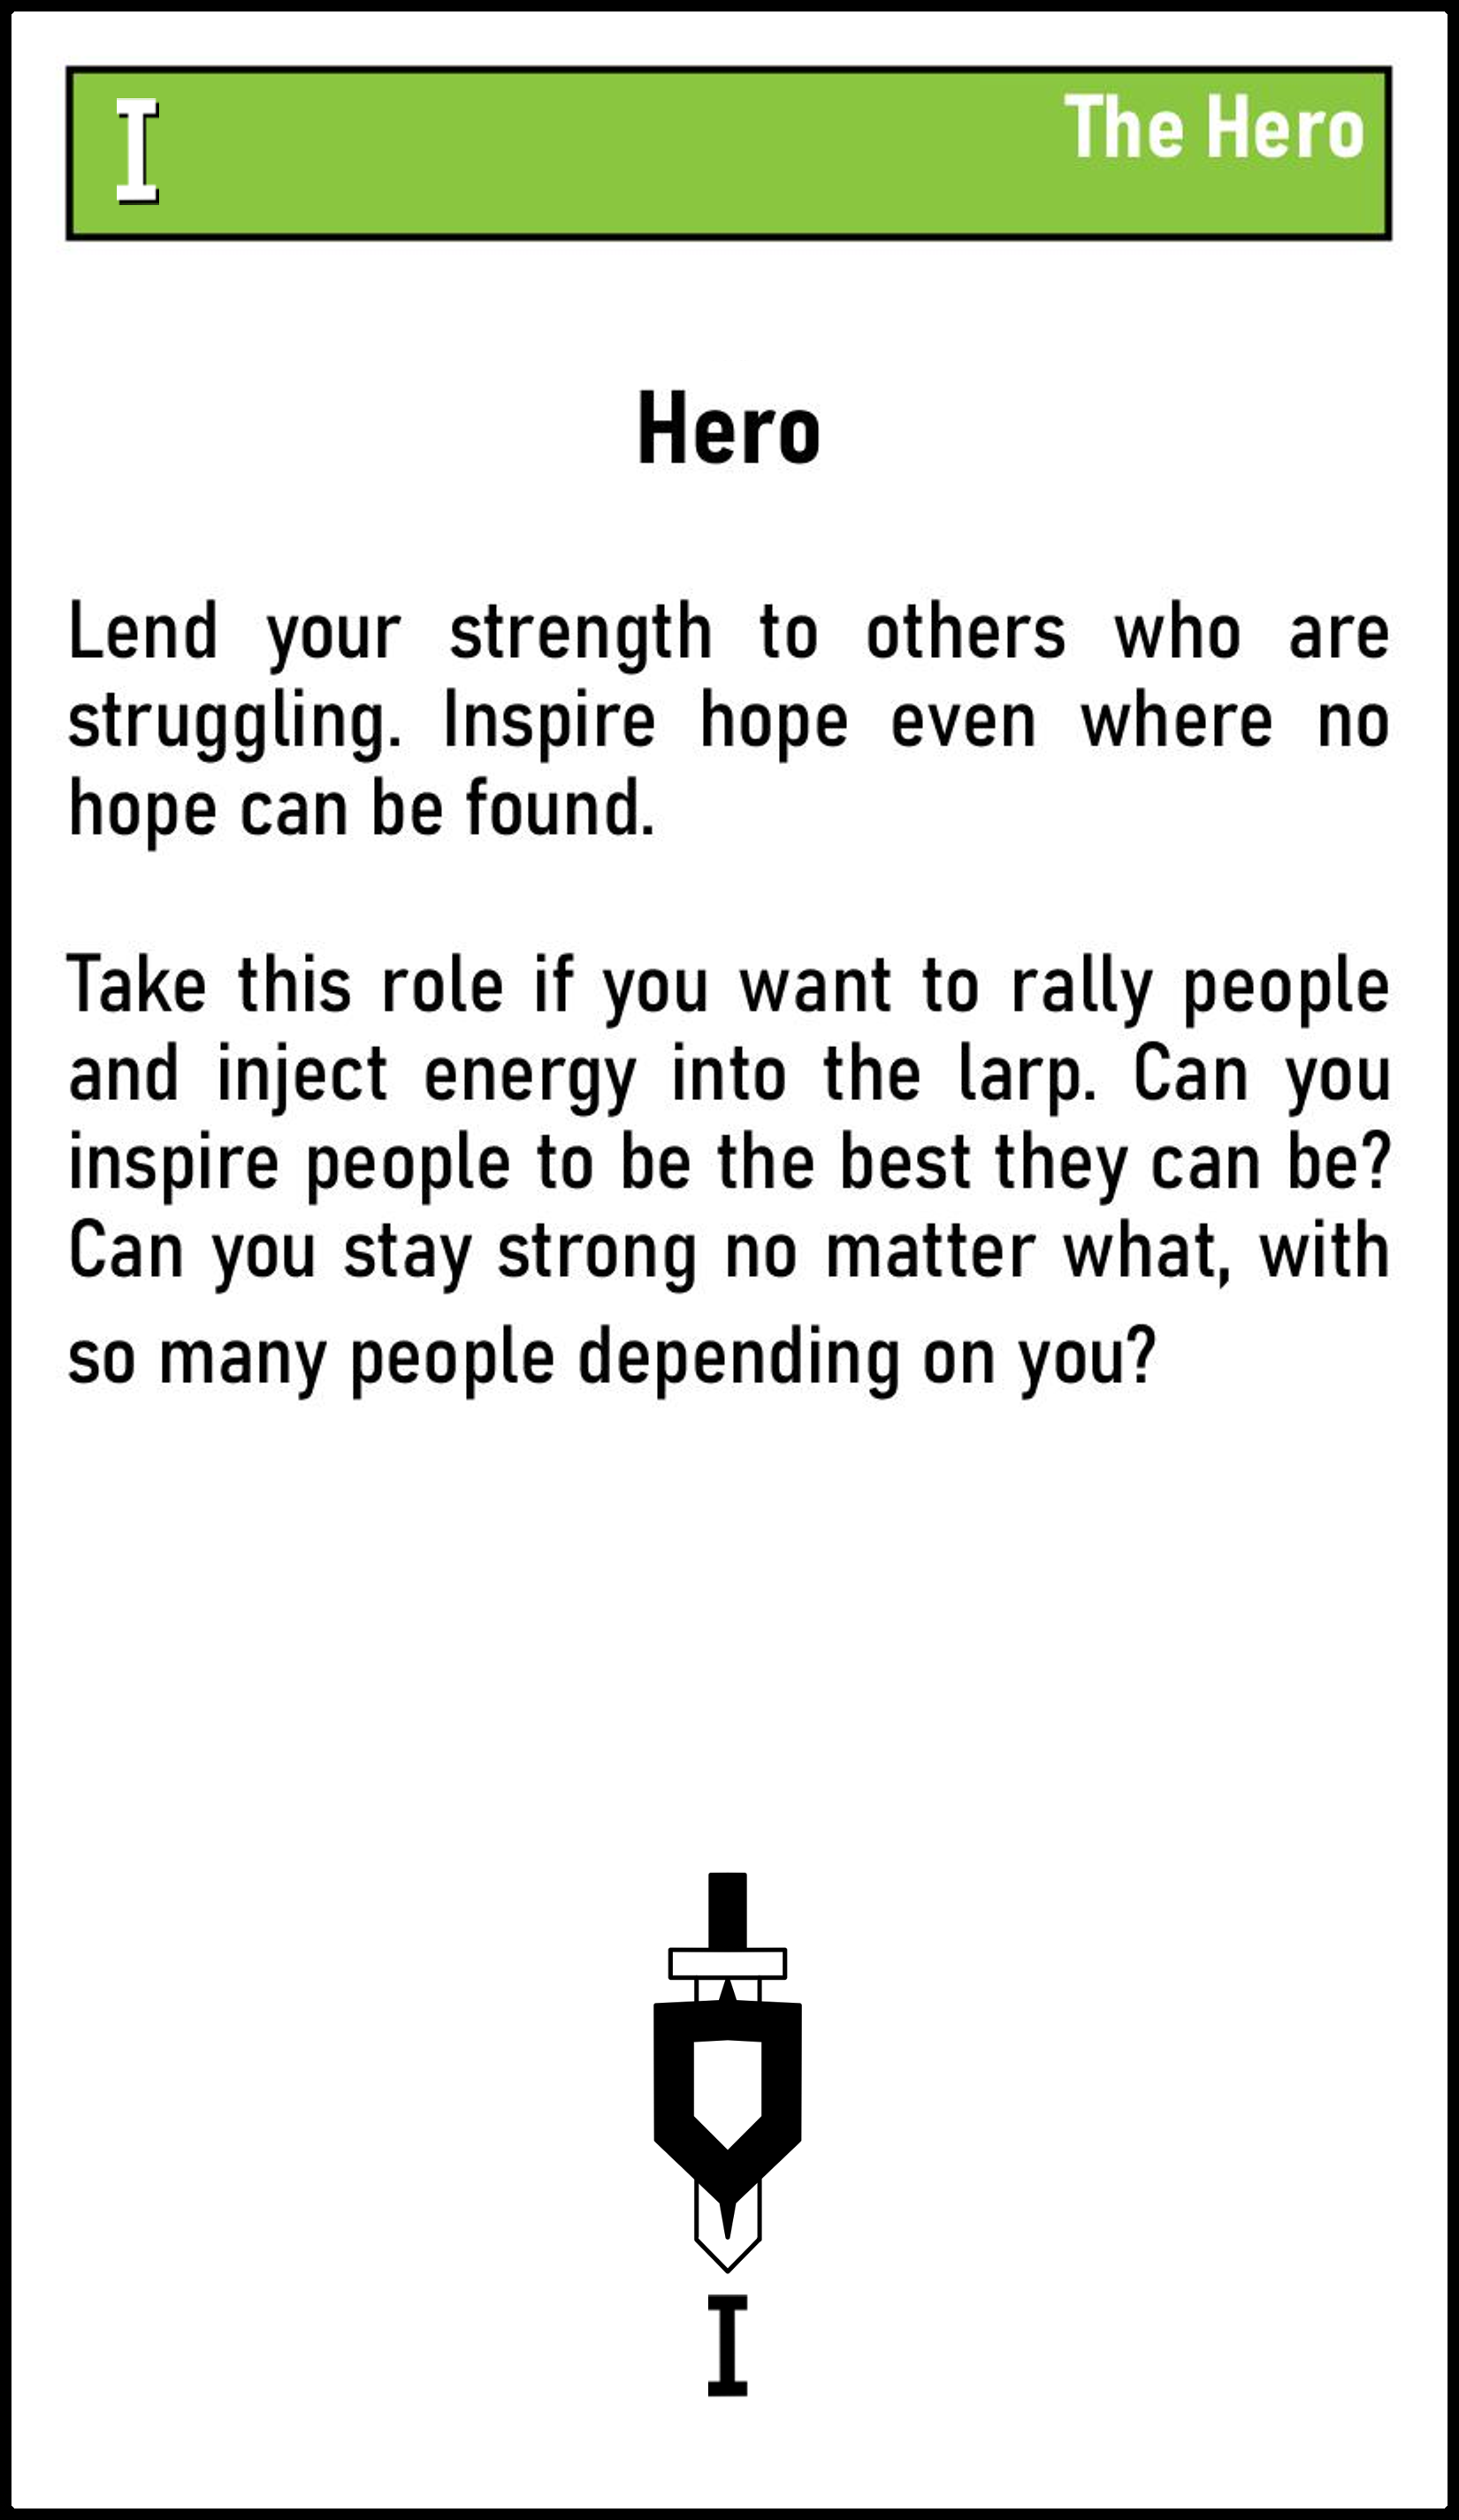 I
The Hero
Hero
Lend your strength to others who are
struggling. Inspire hope even where no
hope can be found.
Take this role if you want to rally people
and inject energy into the larp. Can you
inspire people to be the best they can be?
Can you stay strong no matter what, with
so many people depending on you?
I